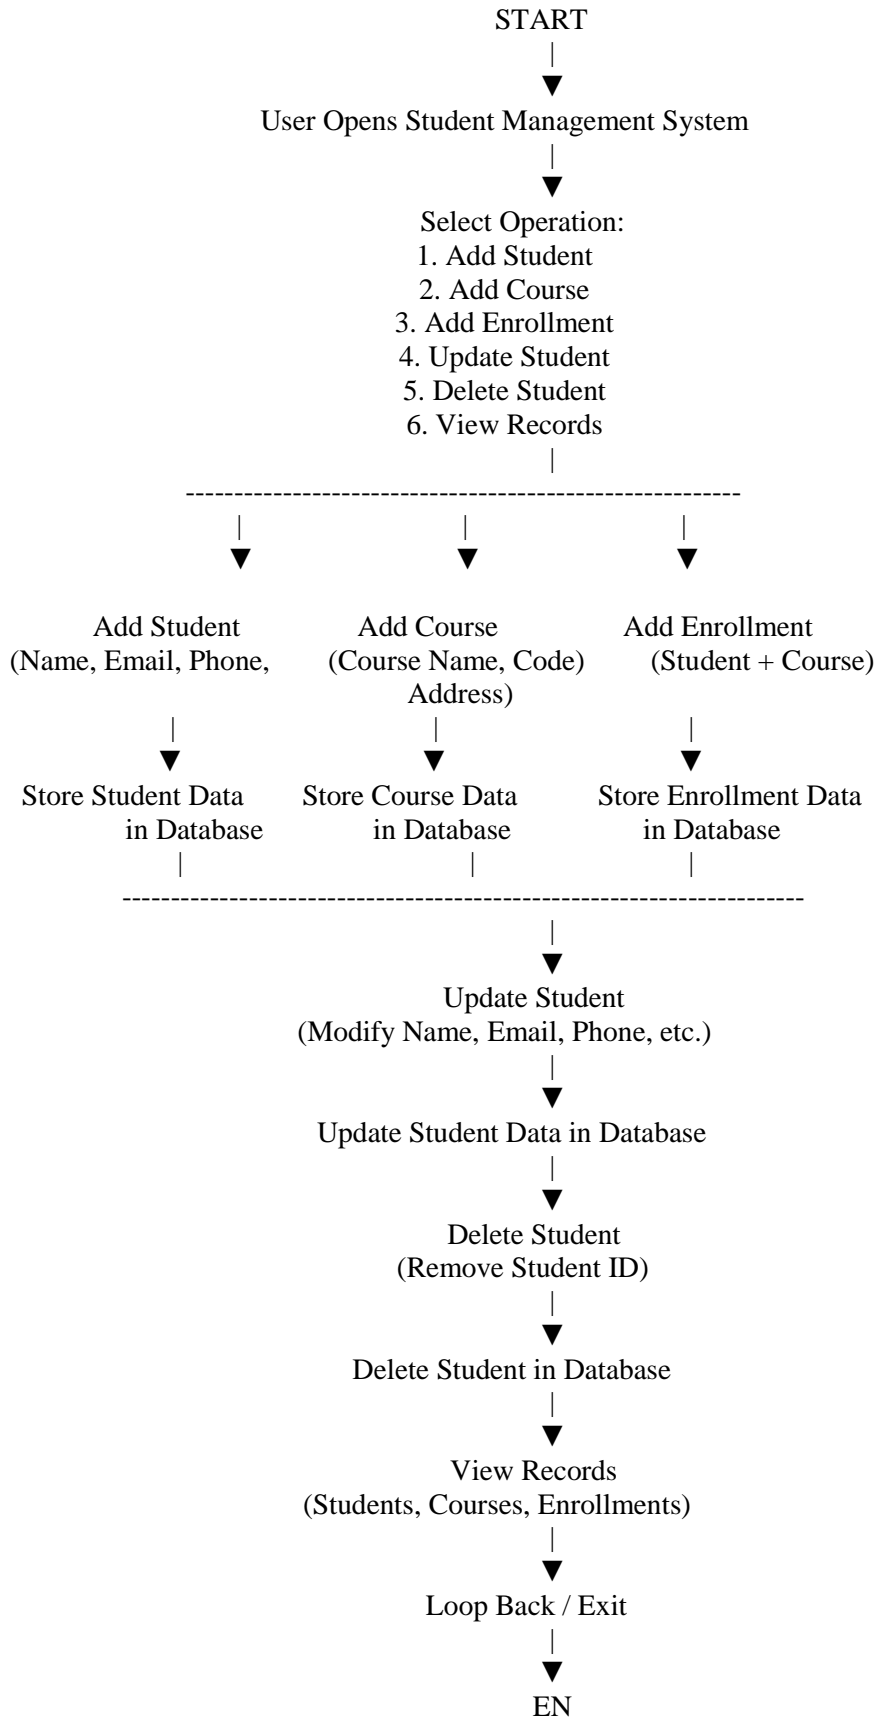 START
|
▼
User Opens Student Management System
|
▼
Select Operation:
1. Add Student
2. Add Course
3. Add Enrollment
4. Update Student
5. Delete Student
6. View Records
|
---------------------------------------------------------
| | |
▼ ▼ ▼
Add Student Add Course Add Enrollment
(Name, Email, Phone, (Course Name, Code) (Student + Course)
Address)
| | |
▼ ▼ ▼
Store Student Data Store Course Data Store Enrollment Data
in Database in Database in Database
| | |
----------------------------------------------------------------------
|
▼
Update Student
(Modify Name, Email, Phone, etc.)
|
▼
Update Student Data in Database
|
▼
Delete Student
(Remove Student ID)
|
▼
Delete Student in Database
|
▼
View Records
(Students, Courses, Enrollments)
|
▼
Loop Back / Exit
|
▼
EN